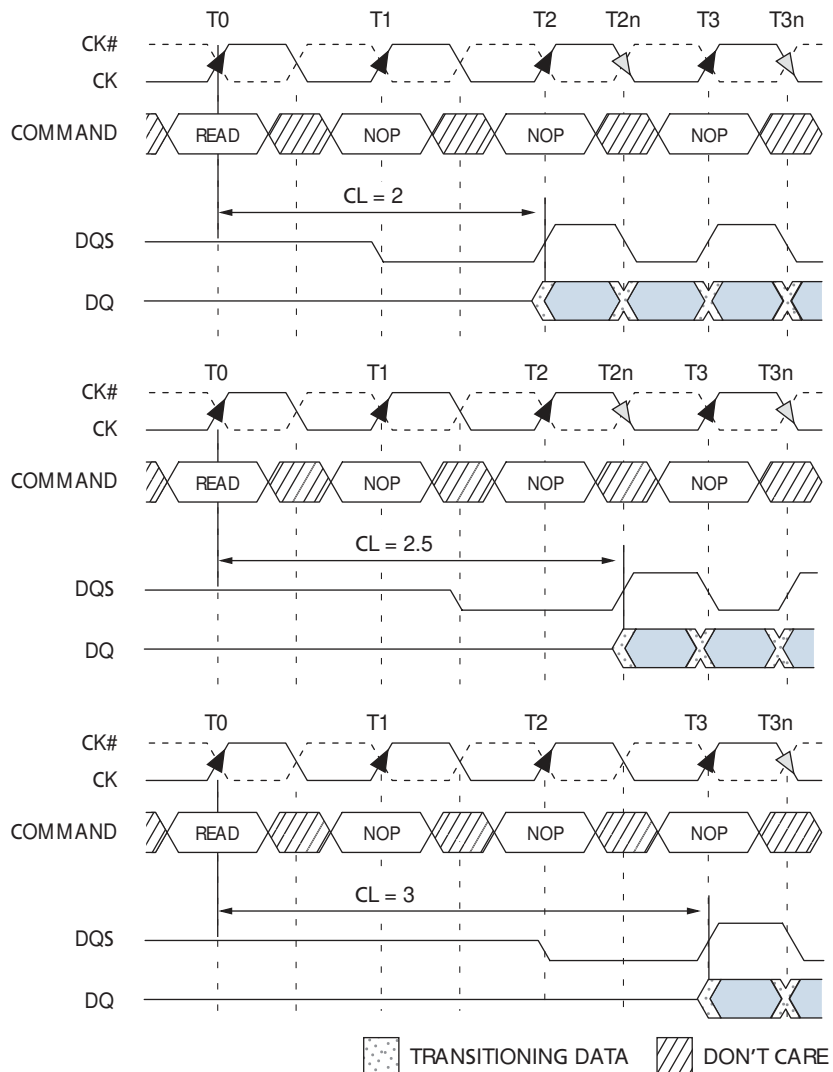 T0 T1 T2 T2n T3 T3n
CK#
CK
COMMAND READ NOP NOP NOP
CL = 2
DQS
DQ
T0 T1 T2 T2n T3 T3n
CK#
CK
COMMAND READ NOP NOP NOP
CL = 2.5
DQS
DQ
T0 T1 T2 T3 T3n
CK#
CK
COMMAND READ NOP NOP NOP
CL = 3
DQS
DQ
TRANSITIONING DATA DON'T CARE